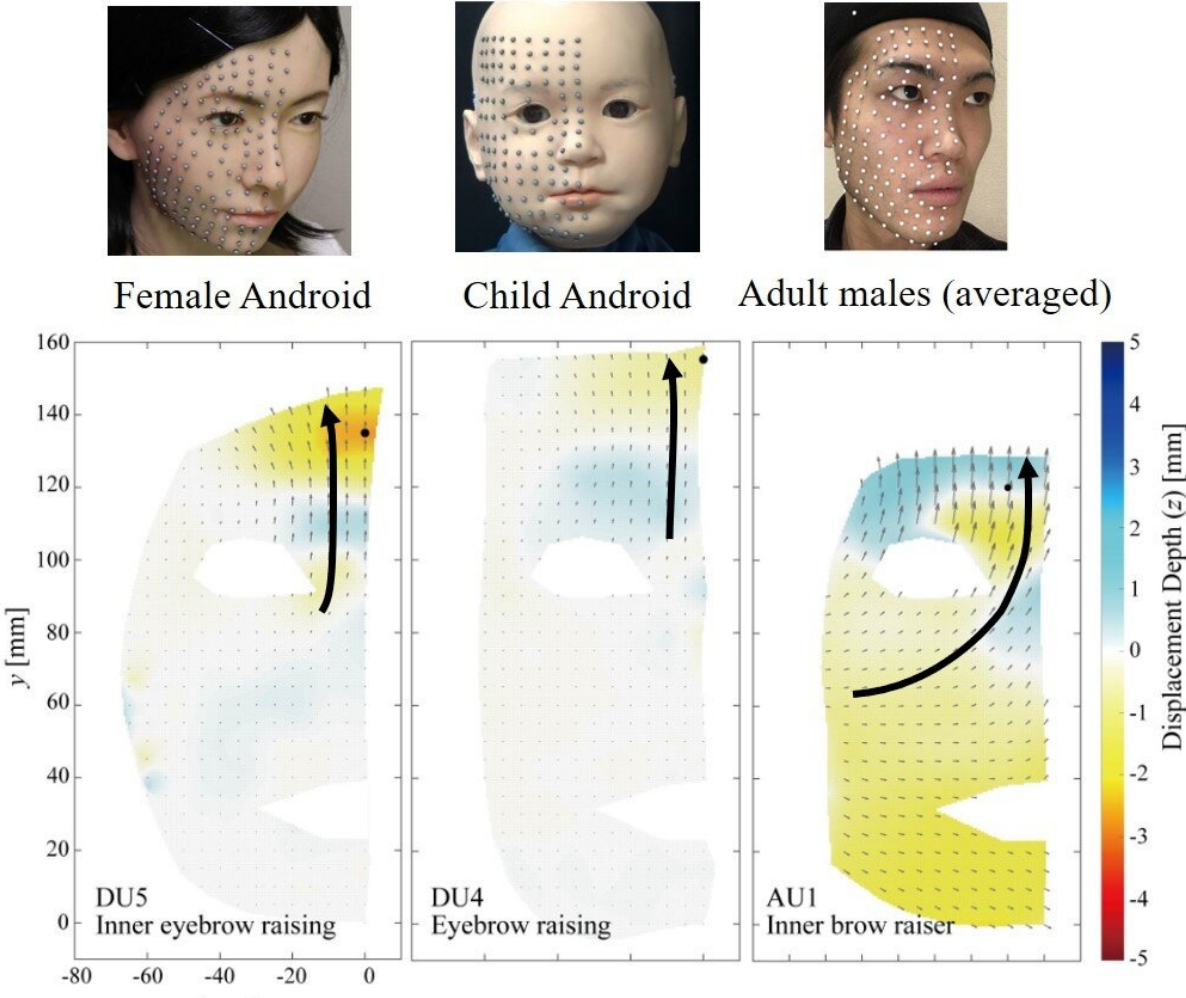 Female Android
Child Android
Adult males (averaged)
160
140
120
100
80
60
40
20
0
y [mm]
-80
-60
-40
-20
0
DU5
Inner eyebrow raising
DU4
Eyebrow raising
AU1
Inner brow raiser
5
4
3
2
1
0
-1
-2
-3
-4
-5
Displacement Depth (z) [mm]